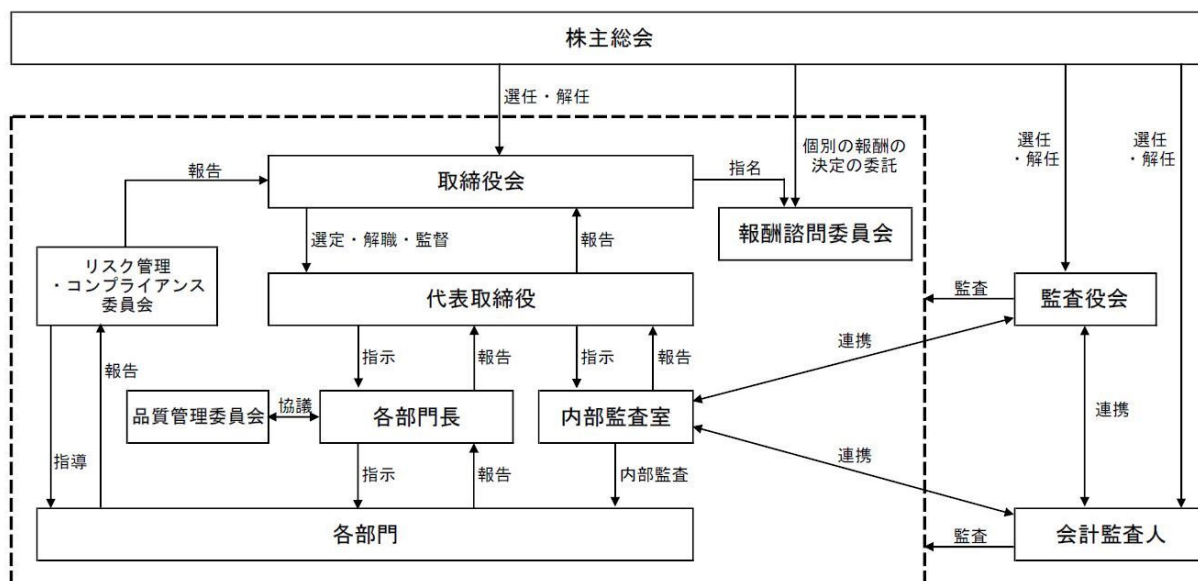 株主総会
選任・解任
個別の報酬の
決定の委託
選任
・解任
選任
・解任
報告
取締役会
指名
報酬諮問委員会
選定・解職・監督
報告
リスク管理
・コンプライアンス
委員会
代表取締役
監査
監査役会
指示
報告
指示
報告
連携
報告
品質管理委員会
協議
各部門長
内部監査室
連携
指導
指示
報告
内部監査
連携
各部門
監査
会計監査人